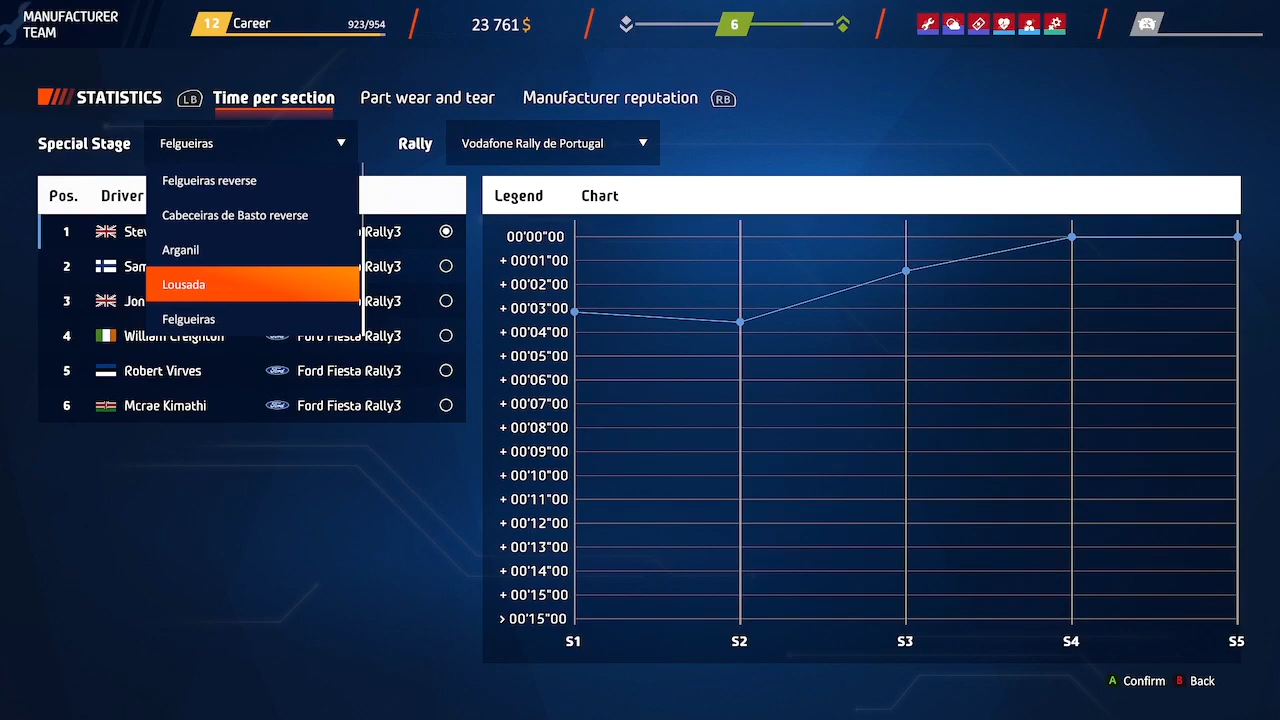 MANUFACTURER
TEAM
12 Career 923/954
23 761 $
6
STATISTICS LB Time per section Part wear and tear Manufacturer reputation RB
Special Stage Felgueiras Rally Vodafone Rally de Portugal
Felgueiras reverse
Cabeceiras de Basto reverse
Arganil
Lousada
Felgueiras
Pos. Driver
1 Stev Rally3
2 Sam Rally3
3 Jon Rally3
4 William Creighton Ford Fiesta Rally3
5 Robert Virves Ford Ford Fiesta Rally3
6 Mcrae Kimathi Ford Ford Fiesta Rally3
Legend Chart
00'00"00
+ 00'01"00
+ 00'02"00
+ 00'03"00
+ 00'04"00
+ 00'05"00
+ 00'06"00
+ 00'07"00
+ 00'08"00
+ 00'09"00
+ 00'10"00
+ 00'11"00
+ 00'12"00
+ 00'13"00
+ 00'14"00
+ 00'15"00
> 00'15"00
S1 S2 S3 S4 S5
A Confirm B Back